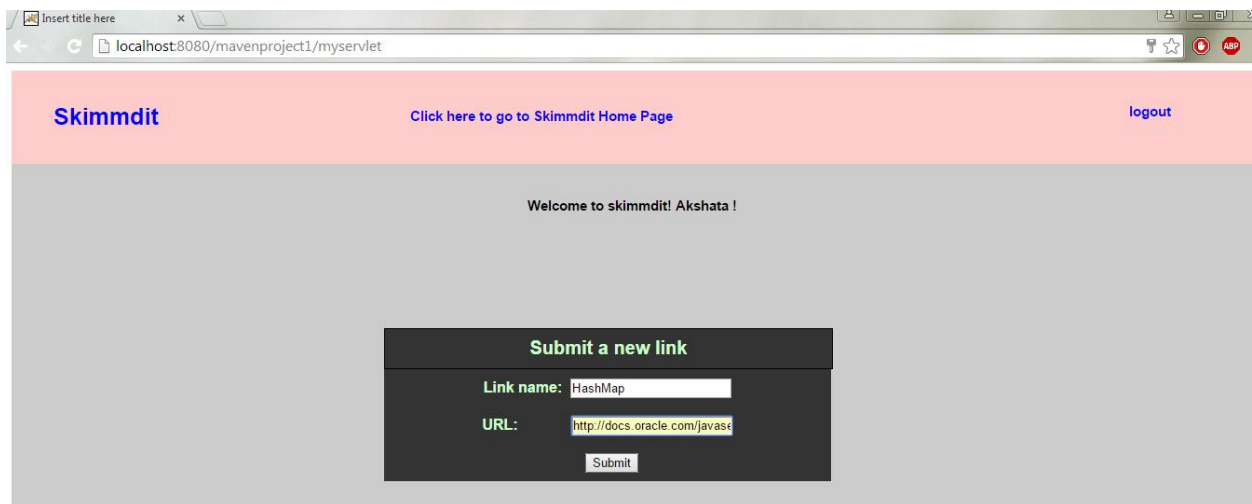 Insert title here
localhost:8080/mavenproject1/myservlet
ABP
Skimmdit
Click here to go to Skimmdit Home Page
logout
Welcome to skimmdit! Akshata !
Submit a new link
Link name: HashMap
URL: http://docs.oracle.com/javase
Submit